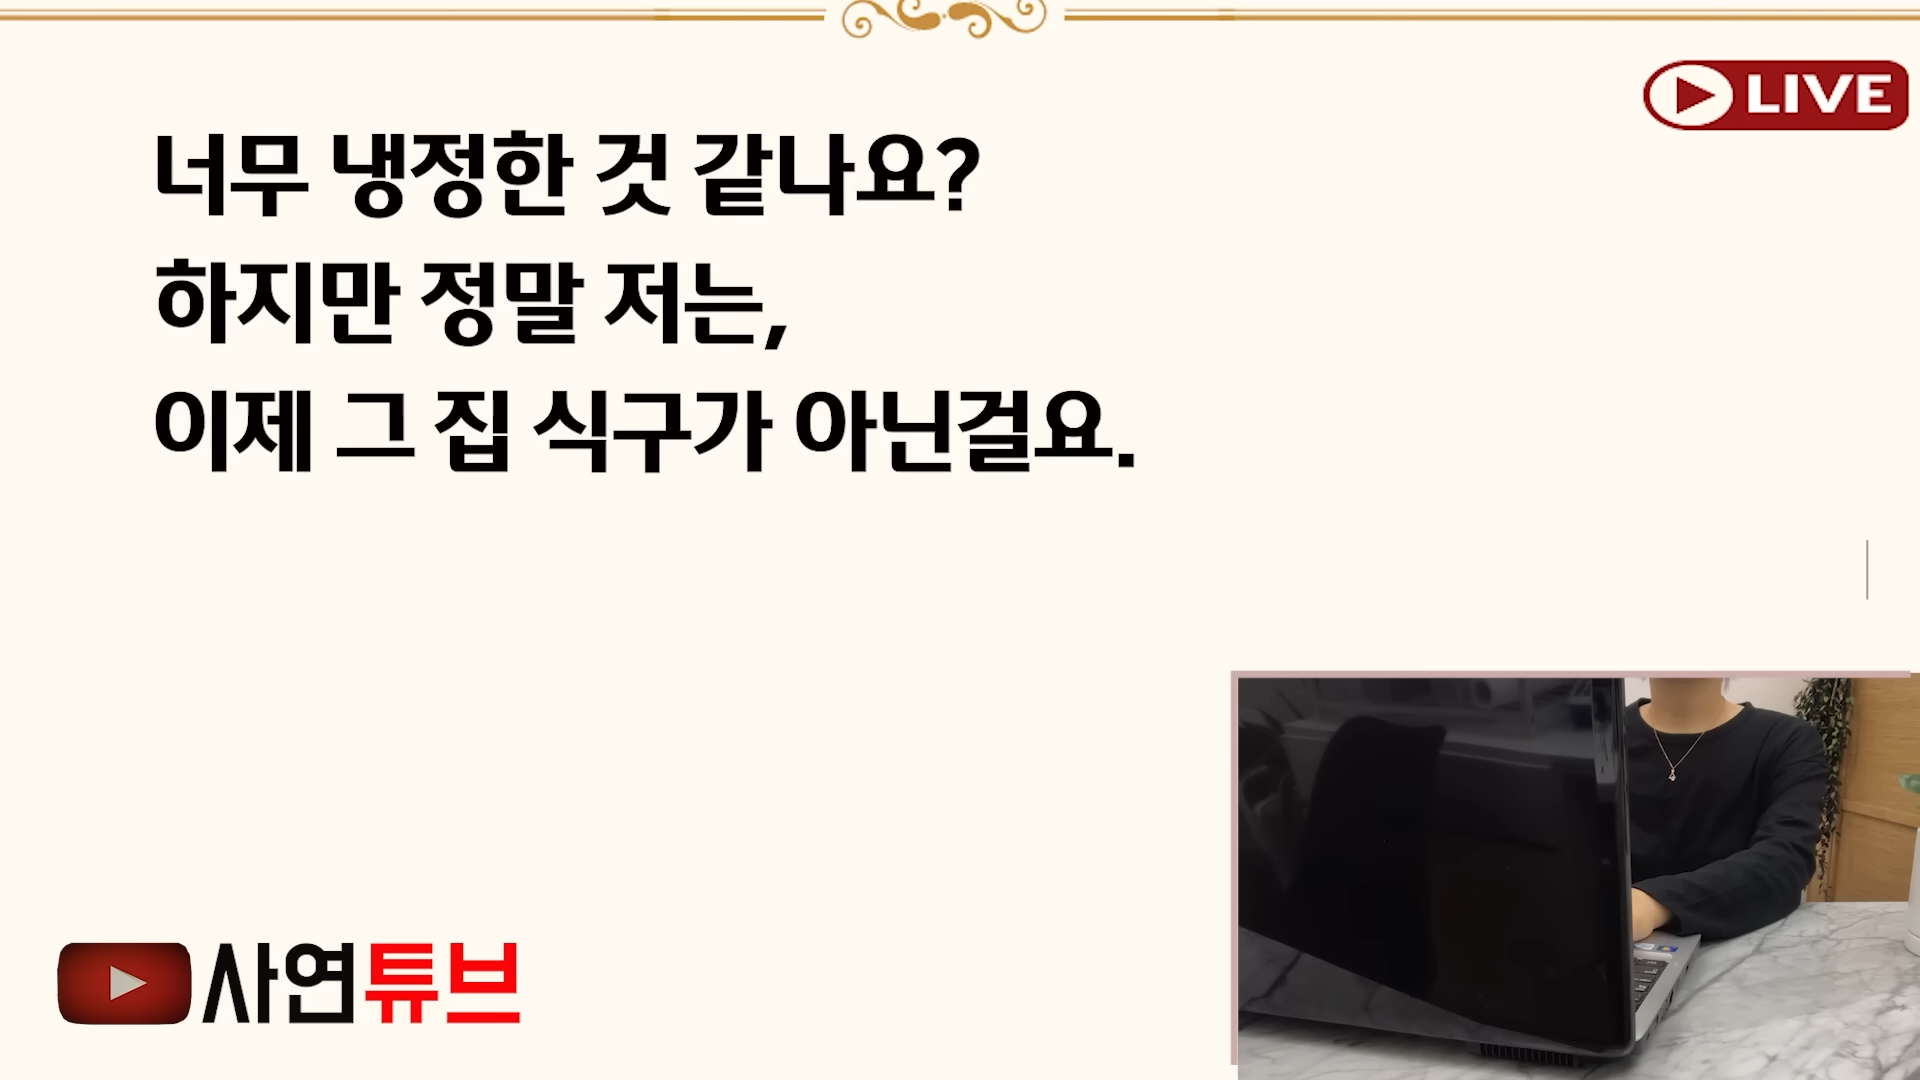 LIVE
너무 냉정한 것 같나요?
하지만 정말 저는,
이제 그 집 식구가 아닌걸요.
사연튜브